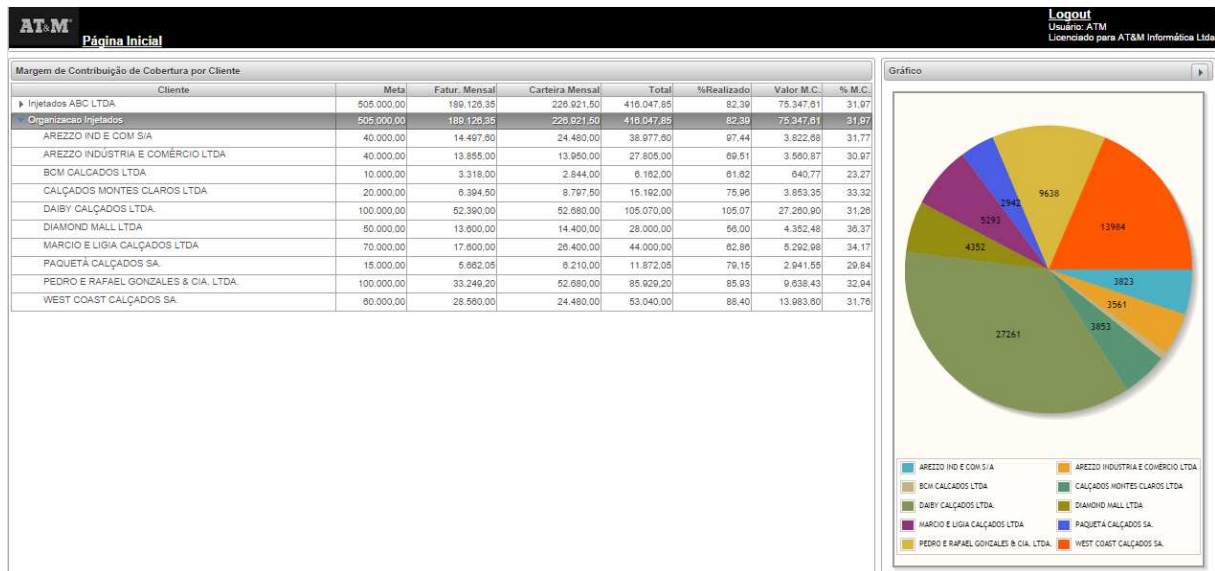 AT&M
Página Inicial
Logout
Usuário: ATM
Licenciado para AT&M Informática Ltda
Margem de Contribuição de Cobertura por Cliente
Cliente Meta Fatur. Mensal Carteira Mensal Total %Realizado Valor M.C. % M.C.
Injetados ABC LTDA 505.000,00 189.126,35 226.921,50 416.047,85 82,39 75.347,61 31,97
Organizacao Injetados 505.000,00 189.126,35 226.921,50 416.047,85 82,39 75.347,61 31,97
AREZZO IND E COM S/A 40.000,00 14.497,60 24.480,00 38.977,60 97,44 3.822,68 31,77
AREZZO INDÚSTRIA E COMÉRCIO LTDA 40.000,00 13.855,00 13.950,00 27.805,00 69,51 3.560,87 30,97
BCM CALCADOS LTDA 10.000,00 3.318,00 2.844,00 6.162,00 61,62 640,77 23,27
CALÇADOS MONTES CLAROS LTDA 20.000,00 6.394,50 8.797,50 15.192,00 75,96 3.853,35 33,32
DAIBY CALÇADOS LTDA. 100.000,00 52.390,00 52.680,00 105.070,00 105,07 27.260,90 31,26
DIAMOND MALL LTDA 50.000,00 13.600,00 14.400,00 28.000,00 56,00 4.352,48 36,37
MARCIO E LIGIA CALÇADOS LTDA 70.000,00 17.600,00 26.400,00 44.000,00 62,86 5.292,98 34,17
PAQUETÁ CALÇADOS SA. 15.000,00 5.662,05 6.210,00 11.872,05 79,15 2.941,55 29,84
PEDRO E RAFAEL GONZALES & CIA. LTDA. 100.000,00 33.249,20 52.680,00 85.929,20 85,93 9.638,43 32,94
WEST COAST CALÇADOS SA. 60.000,00 28.560,00 24.480,00 53.040,00 88,40 13.983,60 31,76
Gráfico
9638
2942
13984
5293
4352
3823
3561
3853
27261
AREZZO IND E COM S/A AREZZO INDÚSTRIA E COMÉRCIO LTDA
BCM CALCADOS LTDA CALÇADOS MONTES CLAROS LTDA
DAIBY CALÇADOS LTDA. DIAMOND MALL LTDA
MARCIO E LIGIA CALÇADOS LTDA PAQUETÁ CALÇADOS SA.
PEDRO E RAFAEL GONZALES & CIA. LTDA. WEST COAST CALÇADOS SA.